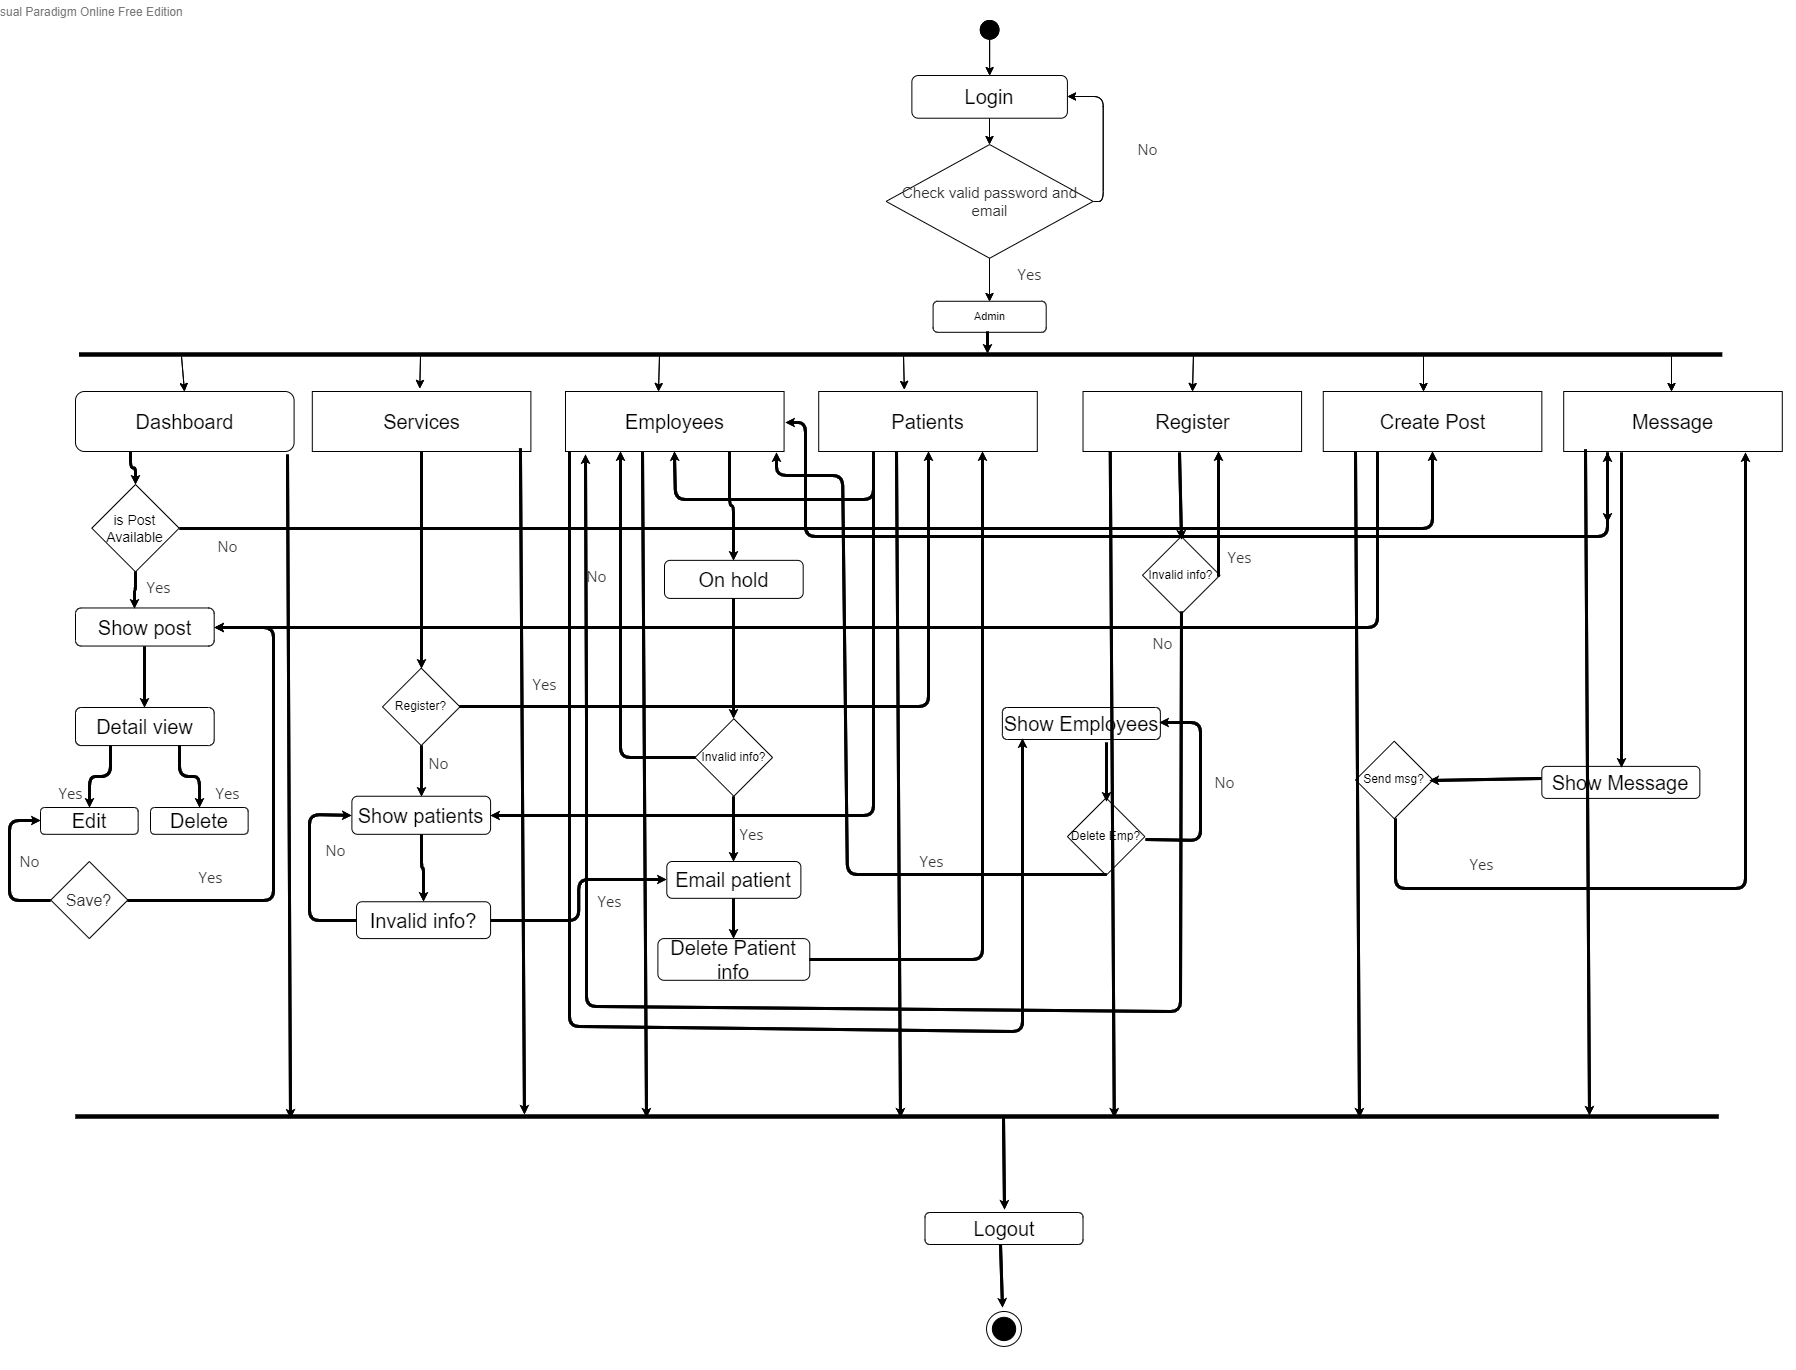 sual Paradigm Online Free Edition
Login
No
Check valid password and
email
Yes
Admin
Dashboard
Services
Employees
Patients
Register
Create Post
Message
is Post
Available
No
Yes
No
On hold
Invalid info?
Yes
No
Show post
Register?
Yes
No
Detail view
Yes
Yes
Edit
Delete
No
Save?
Yes
Show patients
No
Invalid info?
Yes
Invalid info?
Yes
Email patient
Delete Patient
info
Show Employees
No
Delete Emp?
Yes
Send msg?
Show Message
Yes
Logout